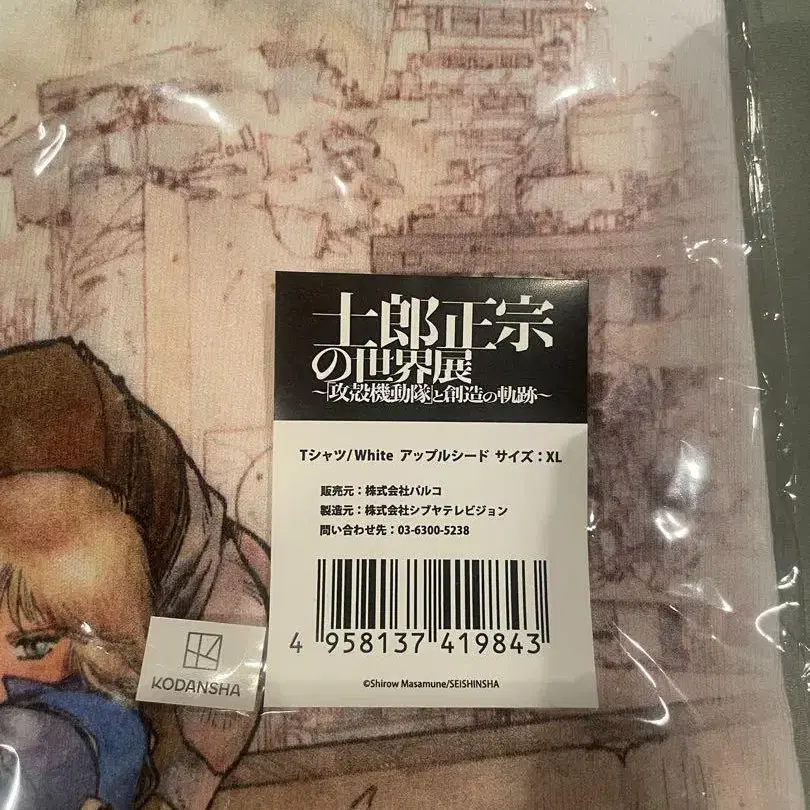 士郎正宗
の世界展
～「攻殻機動隊」と創造の軌跡～
Tシャツ/White アップルシード サイズ：XL
販売元：株式会社パルコ
製造元：株式会社シブヤテレビジョン
問い合わせ先：03-6300-5238
4 958137 419843
©Shirow Masamune/SEISHINSHA
KODANSHA